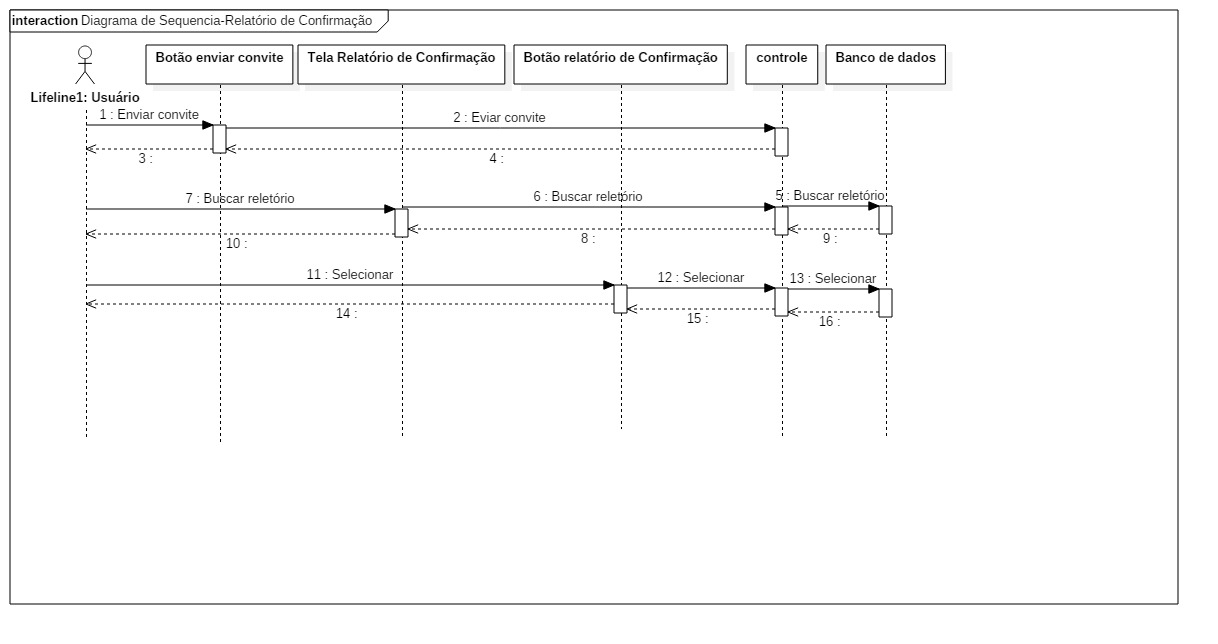 interaction Diagrama de Sequencia-Relatório de Confirmação
Botão enviar convite
Tela Relatório de Confirmação
Botão relatório de Confirmação
controle
Banco de dados
Lifeline1: Usuário
1 : Enviar convite
2 : Eviar convite
3 :
4 :
7 : Buscar reletório
6 : Buscar reletório
5 : Buscar reletório
10 :
8 :
9 :
11 : Selecionar
12 : Selecionar
13 : Selecionar
14 :
15 :
16 :